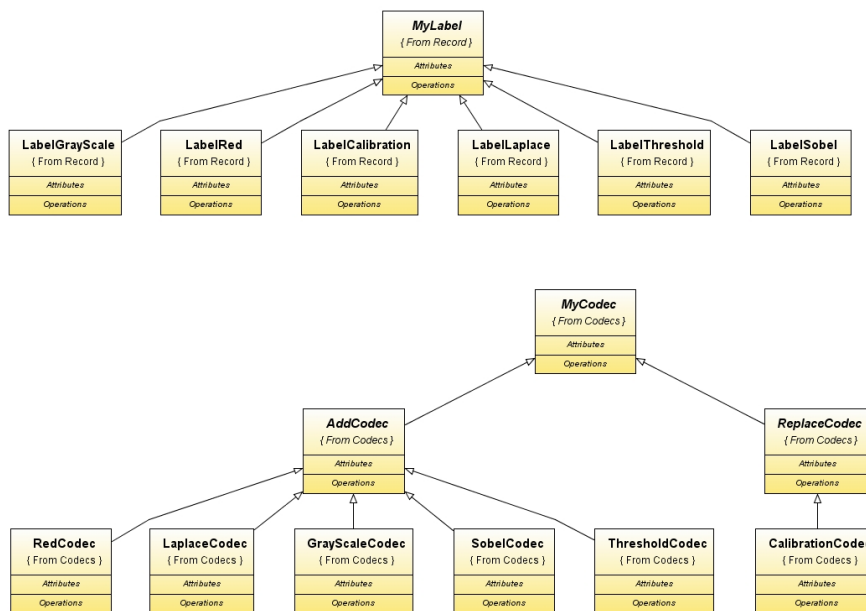 MyLabel
{ From Record }
Attributes
Operations
LabelGrayScale
{ From Record }
Attributes
Operations
LabelRed
{ From Record }
Attributes
Operations
LabelCalibration
{ From Record }
Attributes
Operations
LabelLaplace
{ From Record }
Attributes
Operations
LabelThreshold
{ From Record }
Attributes
Operations
LabelSobel
{ From Record }
Attributes
Operations
MyCodec
{ From Codecs }
Attributes
Operations
AddCodec
{ From Codecs }
Attributes
Operations
ReplaceCodec
{ From Codecs }
Attributes
Operations
RedCodec
{ From Codecs }
Attributes
Operations
LaplaceCodec
{ From Codecs }
Attributes
Operations
GrayScaleCodec
{ From Codecs }
Attributes
Operations
SobelCodec
{ From Codecs }
Attributes
Operations
ThresholdCodec
{ From Codecs }
Attributes
Operations
CalibrationCodec
{ From Codecs }
Attributes
Operations